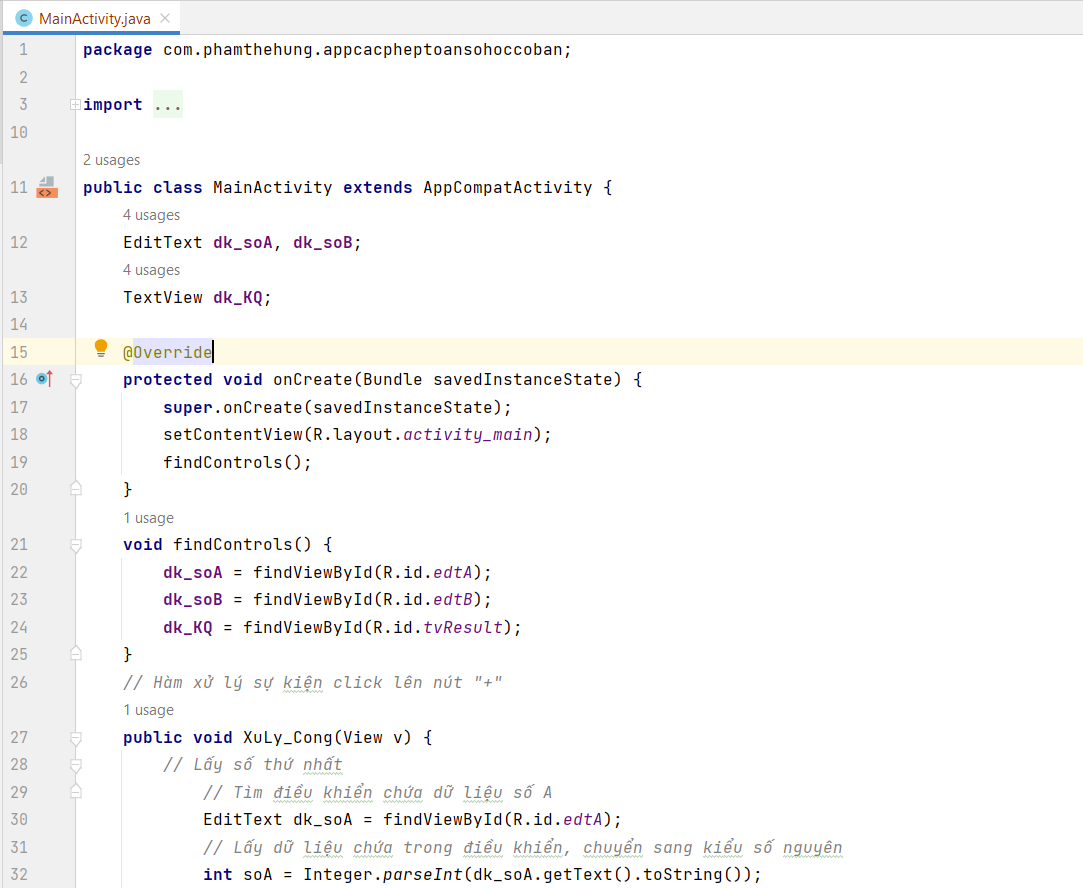 MainActivity.java
1 package com.phamthehung.appcacpheptoansohoccoban;
2
3 import ...
10
2 usages
11 public class MainActivity extends AppCompatActivity {
4 usages
12 EditText dk_soA, dk_soB;
4 usages
13 TextView dk_KQ;
14
15 @Override
16 protected void onCreate(Bundle savedInstanceState) {
17 super.onCreate(savedInstanceState);
18 setContentView(R.layout.activity_main);
19 findControls();
20 }
1 usage
21 void findControls() {
22 dk_soA = findViewById(R.id.edtA);
23 dk_soB = findViewById(R.id.edtB);
24 dk_KQ = findViewById(R.id.tvResult);
25 }
26 // Hàm xử lý sự kiện click lên nút "+"
1 usage
27 public void XuLy_Cong(View v) {
28 // Lấy số thứ nhất
29 // Tìm điều khiển chứa dữ liệu số A
30 EditText dk_soA = findViewById(R.id.edtA);
31 // Lấy dữ liệu chứa trong điều khiển, chuyển sang kiểu số nguyên
32 int soA = Integer.parseInt(dk_soA.getText().toString());